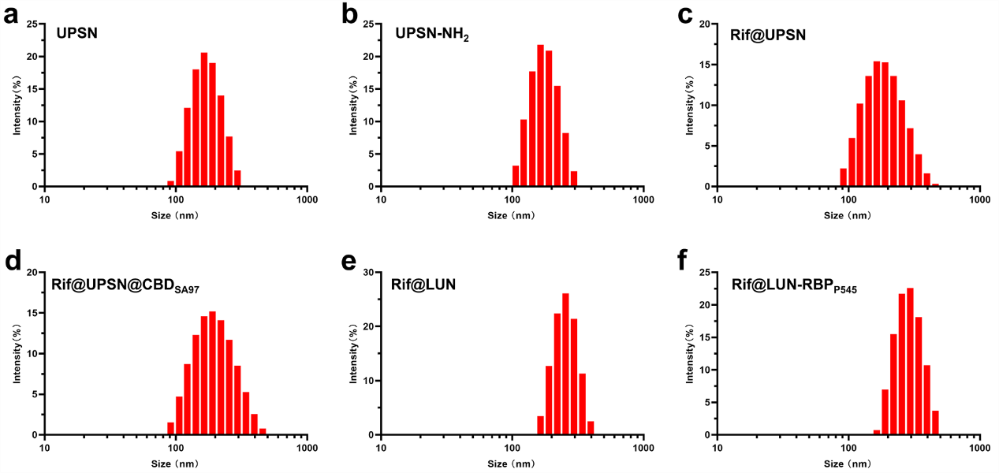 a
UPSN
25
20
15
10
5
0
Intensity(%)
10
100
1000
Size (nm)
b
UPSN-NH2
25
20
15
10
5
0
Intensity(%)
10
100
1000
Size (nm)
c
Rif@UPSN
20
15
10
5
0
Intensity(%)
10
100
1000
Size (nm)
d
Rif@UPSN@CBDSA97
20
15
10
5
0
Intensity(%)
10
100
1000
Size (nm)
e
Rif@LUN
30
20
10
0
Intensity(%)
10
100
1000
Size (nm)
f
Rif@LUN-RBPP545
25
20
15
10
5
0
Intensity(%)
10
100
1000
Size (nm)